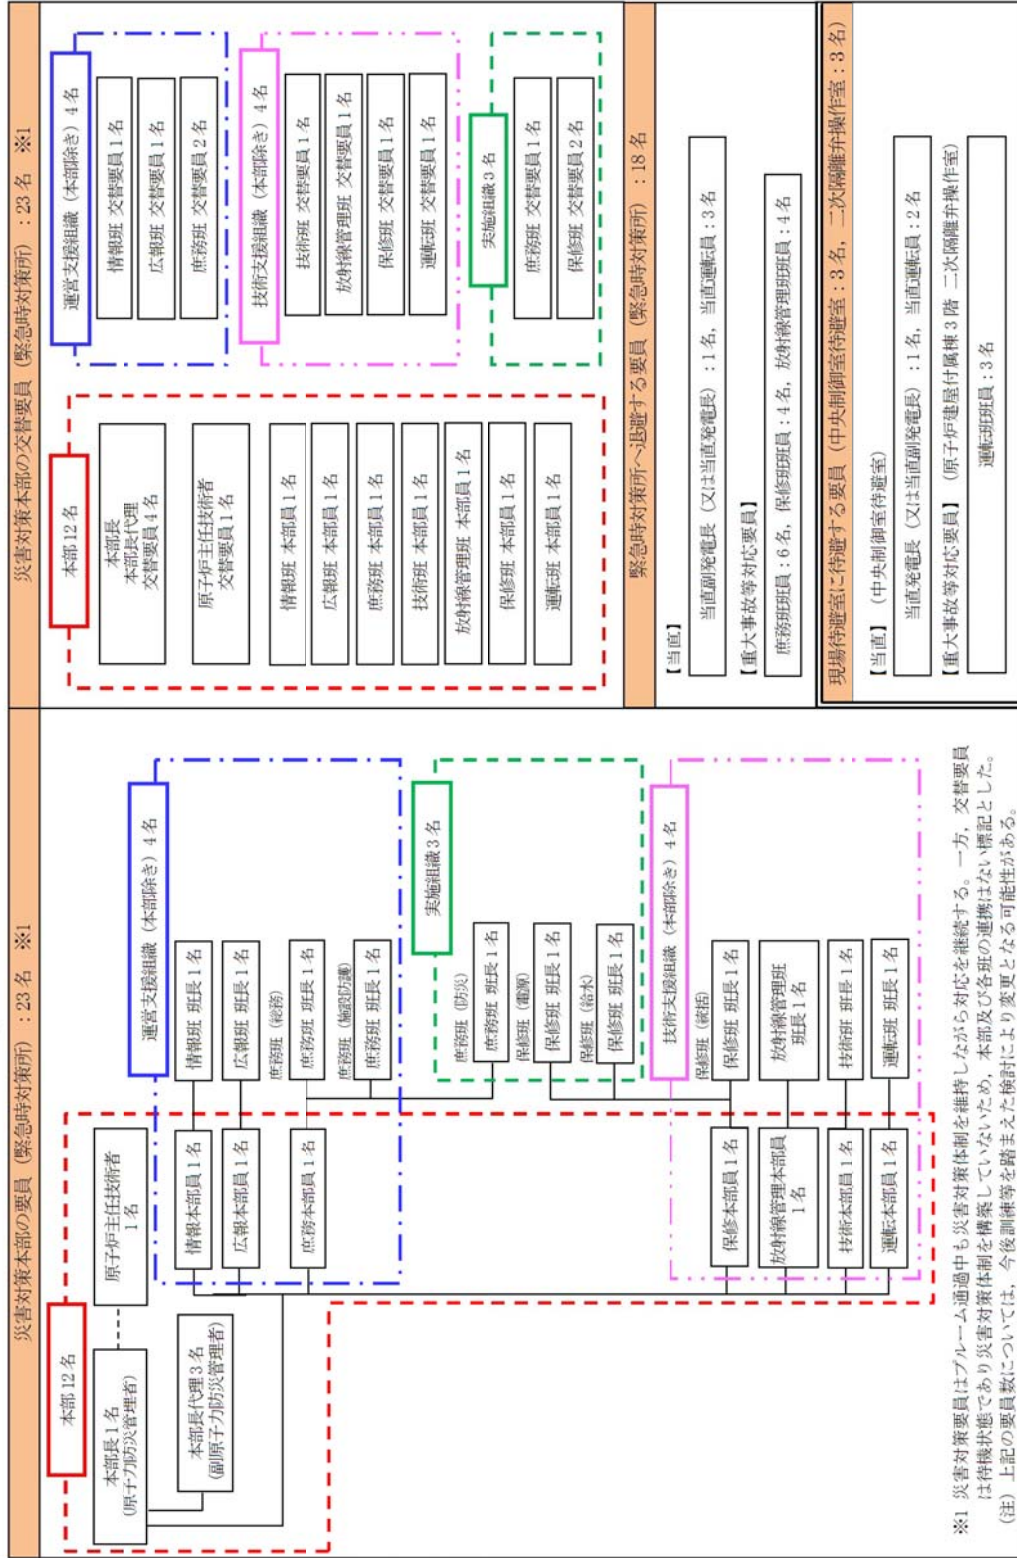 災害対策本部の要員（緊急時対策所）：23名　※1
本部12名
本部長1名
(原子力防災管理者)
原子炉主任技術者
1名
本部長代理3名
(副原子力防災管理者)
運営支援組織（本部除き）4名
情報本部員1名
情報班 班長1名
広報本部員1名
広報班 班長1名
庶務班（総務）
庶務本部員1名
庶務班 班長1名
庶務班（施設防護）
庶務班 班長1名
実施組織3名
庶務班（防災）
庶務班 班長1名
保修班（電源）
保修班 班長1名
保修班（給水）
保修班 班長1名
技術支援組織（本部除き）4名
保修班（統括）
保修本部員1名
保修班 班長1名
放射線管理本部員
1名
放射線管理班
班長1名
技術本部員1名
技術班 班長1名
運転本部員1名
運転班 班長1名
※1 災害対策要員はプルーム通過中も災害対策体制を維持しながら対応を継続する。一方，交替要員
は待機状態であり災害対策体制を構築していないため，本部及び各班の連携はない標記とした。
(注) 上記の要員数については，今後訓練等を踏まえた検討により変更となる可能性がある。
災害対策本部の交替要員（緊急時対策所）：23名　※1
本部12名
本部長
本部長代理
交替要員4名
原子炉主任技術者
交替要員1名
情報班 本部員1名
広報班 本部員1名
庶務班 本部員1名
技術班 本部員1名
放射線管理班 本部員1名
保修班 本部員1名
運転班 本部員1名
運営支援組織（本部除き）4名
情報班 交替要員1名
広報班 交替要員1名
庶務班 交替要員2名
技術支援組織（本部除き）4名
技術班 交替要員1名
放射線管理班 交替要員1名
保修班 交替要員1名
運転班 交替要員1名
実施組織3名
庶務班 交替要員1名
保修班 交替要員2名
緊急時対策所へ退避する要員（緊急時対策所）：18名
【当直】
当直副発電長（又は当直発電長）：1名，当直運転員：3名
【重大事故等対応要員】
庶務班班員：6名，保修班班員：4名，放射線管理班班員：4名
現場待避室に待避する要員（中央制御室待避室：3名，二次隔離弁操作室：3名）
【当直】（中央制御室待避室）
当直発電長（又は当直副発電長）：1名，当直運転員：2名
【重大事故等対応要員】（原子炉建屋付属棟3階 二次隔離弁操作室）
運転班班員：3名